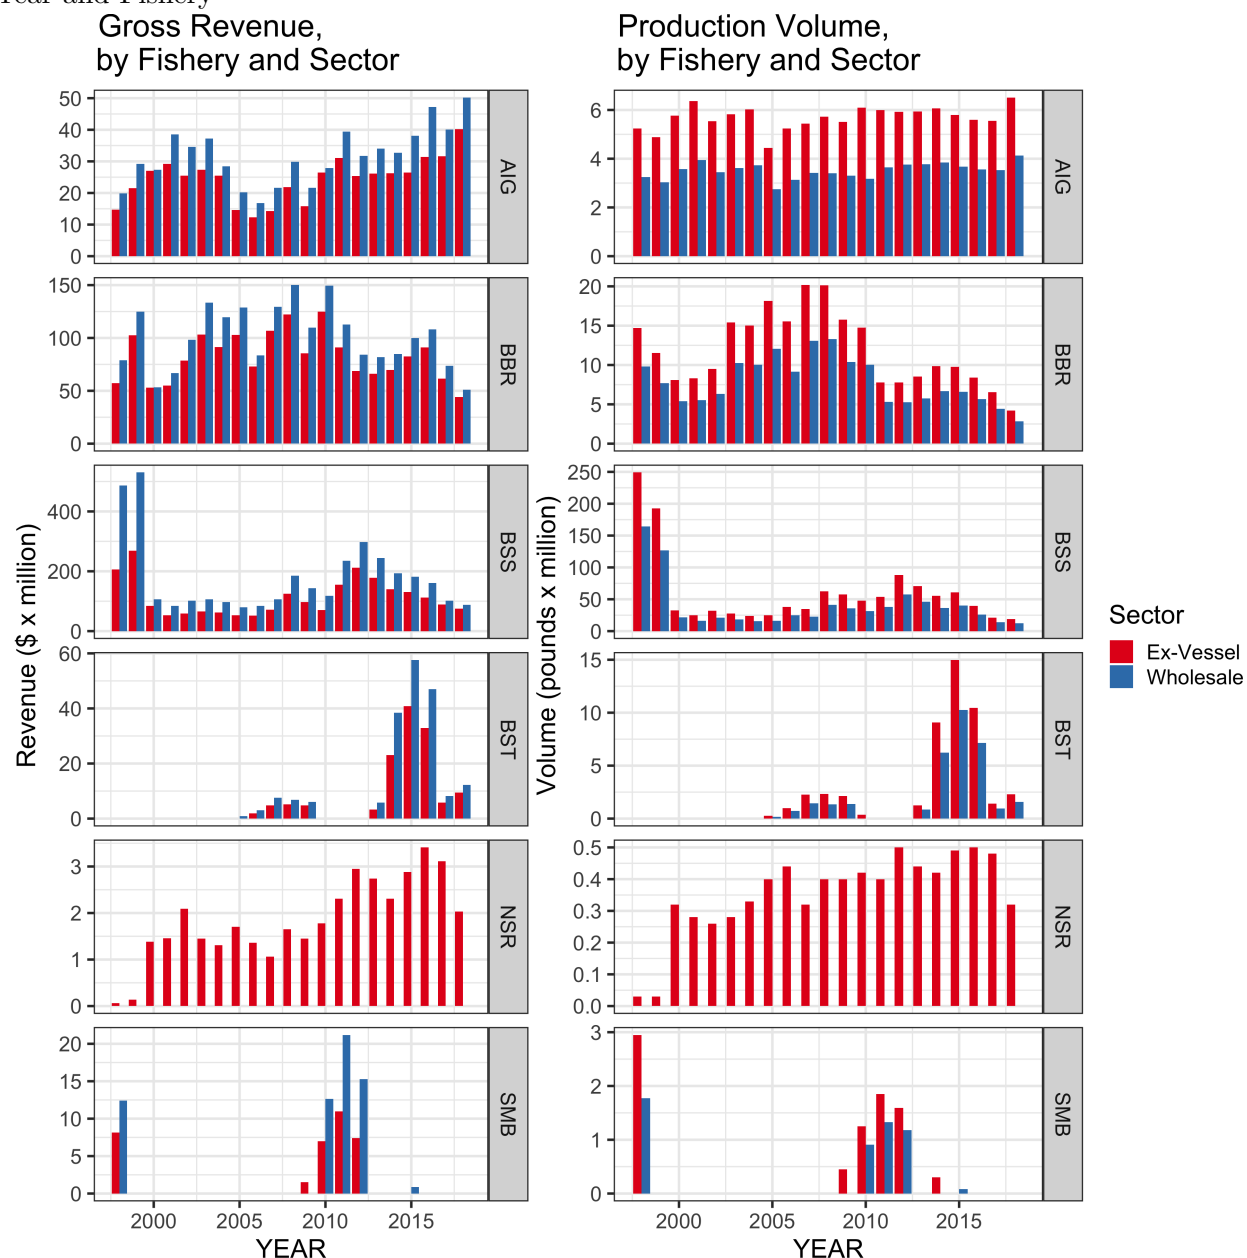 Year and Fishery
Gross Revenue,
by Fishery and Sector
Production Volume,
by Fishery and Sector
Revenue ($ x million)
50
40
30
20
10
0
AIG
150
100
50
0
BBR
400
200
0
BSS
60
40
20
0
BST
3
2
1
0
NSR
20
15
10
5
0
SMB
2000 2005 2010 2015
YEAR
Volume (pounds x million)
6
4
2
0
AIG
20
15
10
5
0
BBR
250
200
150
100
50
0
BSS
15
10
5
0
BST
0.5
0.4
0.3
0.2
0.1
0.0
NSR
3
2
1
0
SMB
2000 2005 2010 2015
YEAR
Sector
Ex-Vessel
Wholesale